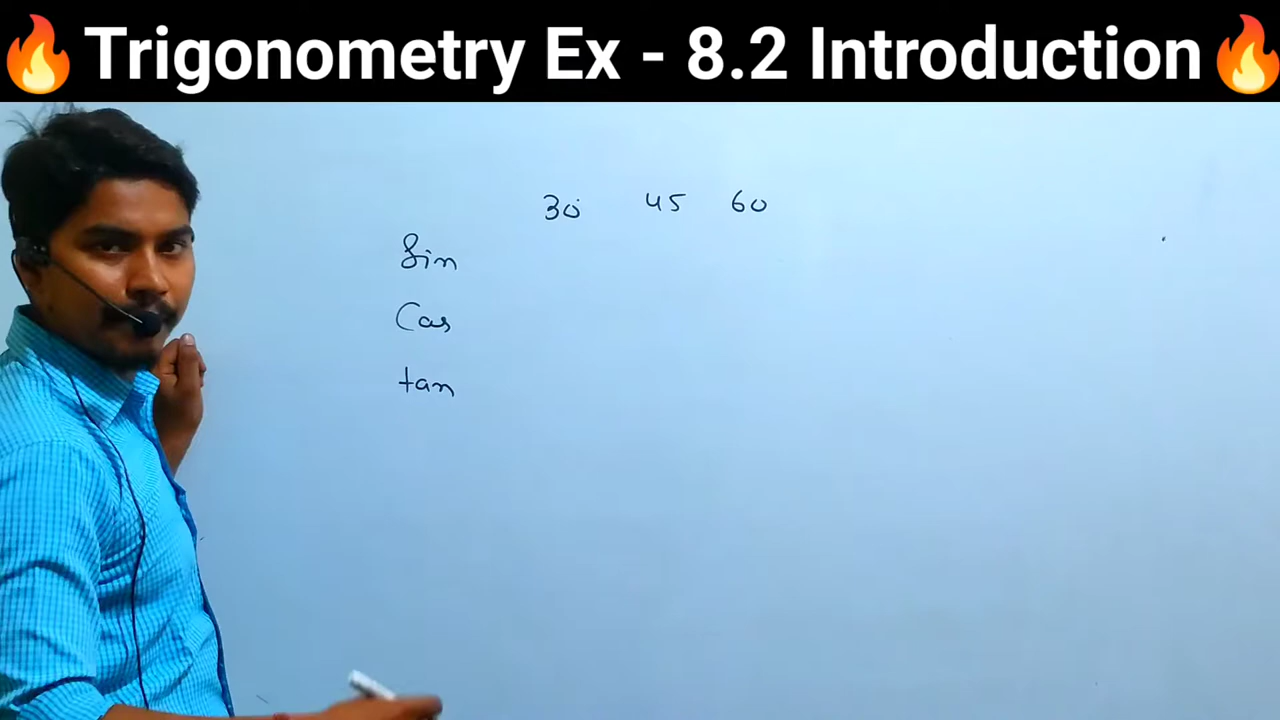 🔥Trigonometry Ex - 8.2 Introduction🔥
30 45 60
Sin
Cos
tan